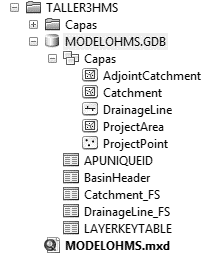 TALLER3HMS
Capas
MODELOHMS.GDB
Capas
AdjointCatchment
Catchment
DrainageLine
ProjectArea
ProjectPoint
APUNIQUEID
BasinHeader
Catchment_FS
DrainageLine_FS
LAYERKEYTABLE
MODELOHMS.mxd